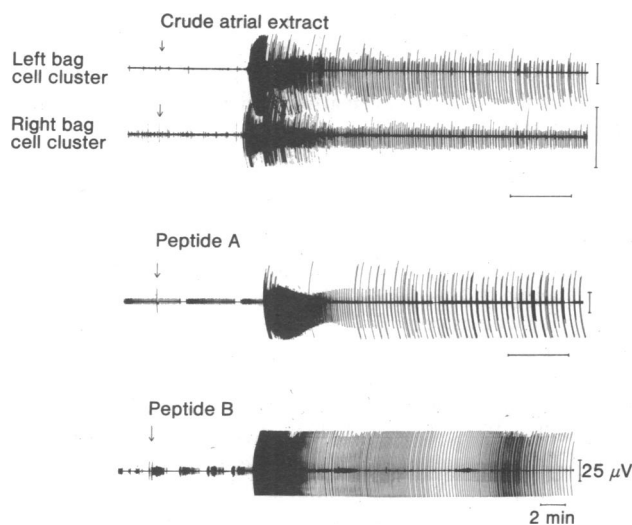 Crude atrial extract
Left bag
cell cluster
Right bag
cell cluster
Peptide A
Peptide B
25 μV
2 min